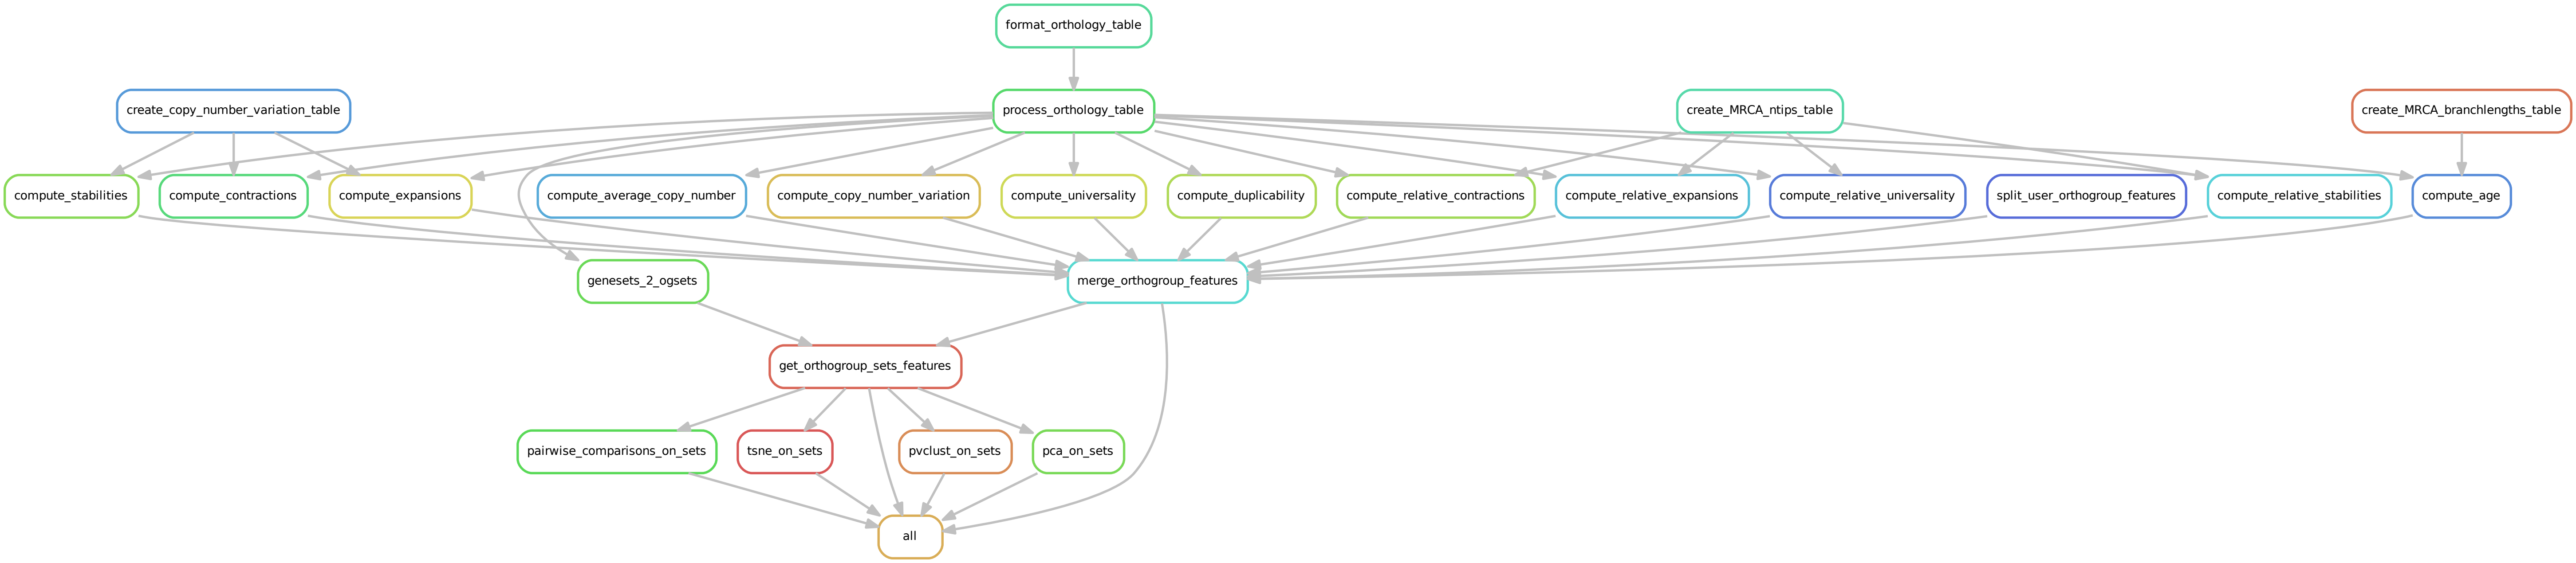 format_orthology_table
create_copy_number_variation_table
process_orthology_table
create_MRCA_ntips_table
create_MRCA_branchlengths_table
compute_stabilities
compute_contractions
compute_expansions
compute_average_copy_number
compute_copy_number_variation
compute_universality
compute_duplicability
compute_relative_contractions
compute_relative_expansions
compute_relative_universality
split_user_orthogroup_features
compute_relative_stabilities
compute_age
genesets_2_ogsets
merge_orthogroup_features
get_orthogroup_sets_features
pairwise_comparisons_on_sets
tsne_on_sets
pvclust_on_sets
pca_on_sets
all